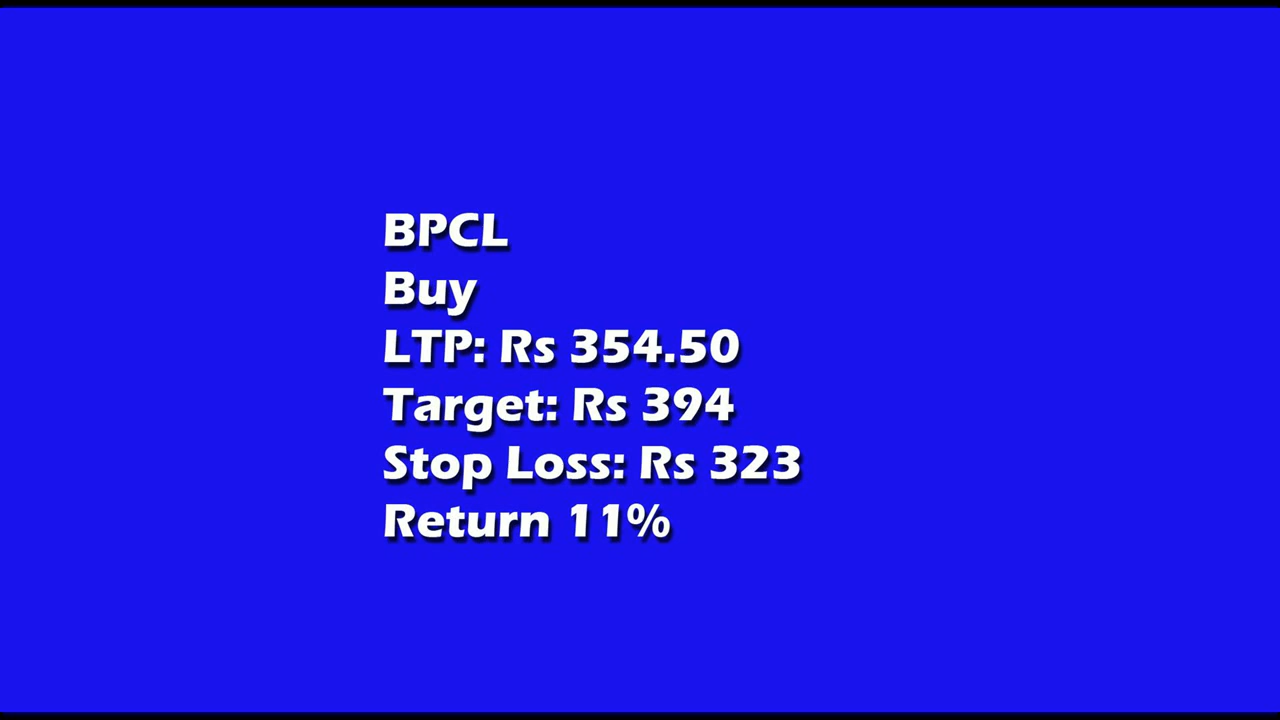 BPCL
Buy
LTP: Rs 354.50
Target: Rs 394
Stop Loss: Rs 323
Return 11%